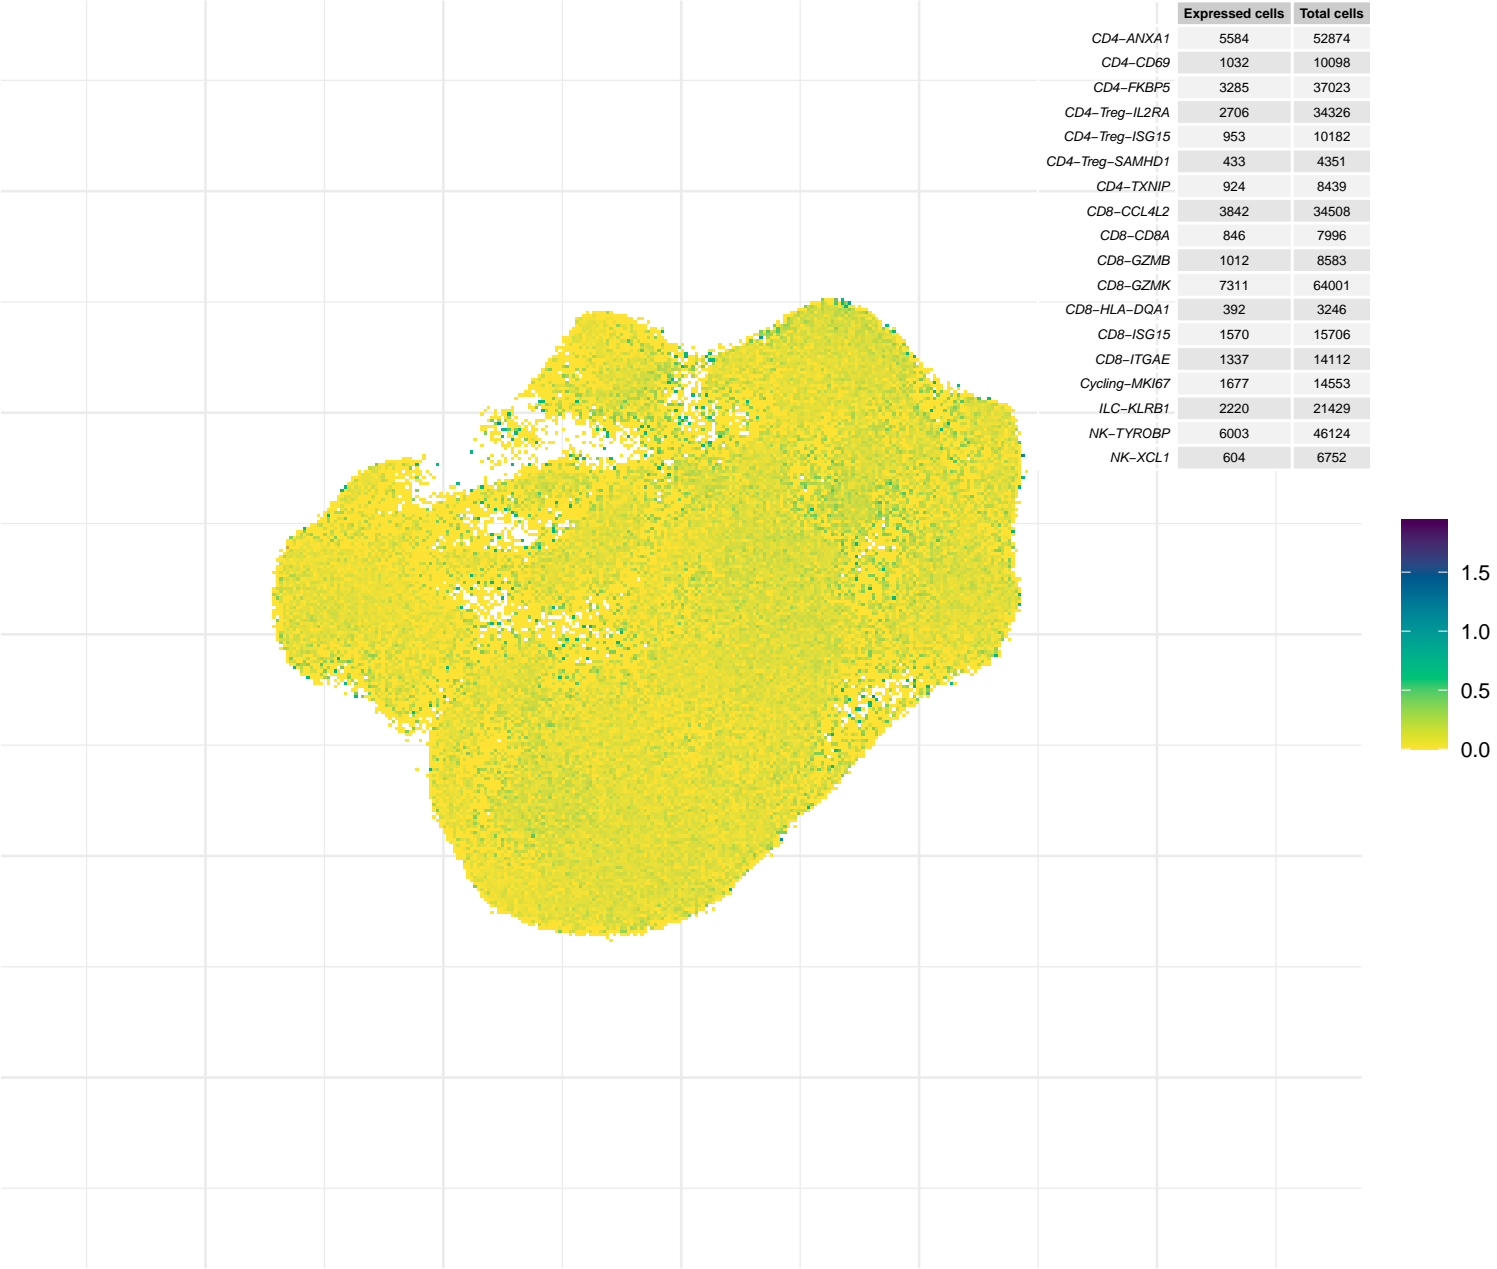 Expressed cells Total cells
CD4−ANXA1 5584 52874
CD4−CD69 1032 10098
CD4−FKBP5 3285 37023
CD4−Treg−IL2RA 2706 34326
CD4−Treg−ISG15 953 10182
CD4−Treg−SAMHD1 433 4351
CD4−TXNIP 924 8439
CD8−CCL4L2 3842 34508
CD8−CD8A 846 7996
CD8−GZMB 1012 8583
CD8−GZMK 7311 64001
CD8−HLA−DQA1 392 3246
CD8−ISG15 1570 15706
CD8−ITGAE 1337 14112
Cycling−MKI67 1677 14553
ILC−KLRB1 2220 21429
NK−TYROBP 6003 46124
NK−XCL1 604 6752
1.5
1.0
0.5
0.0